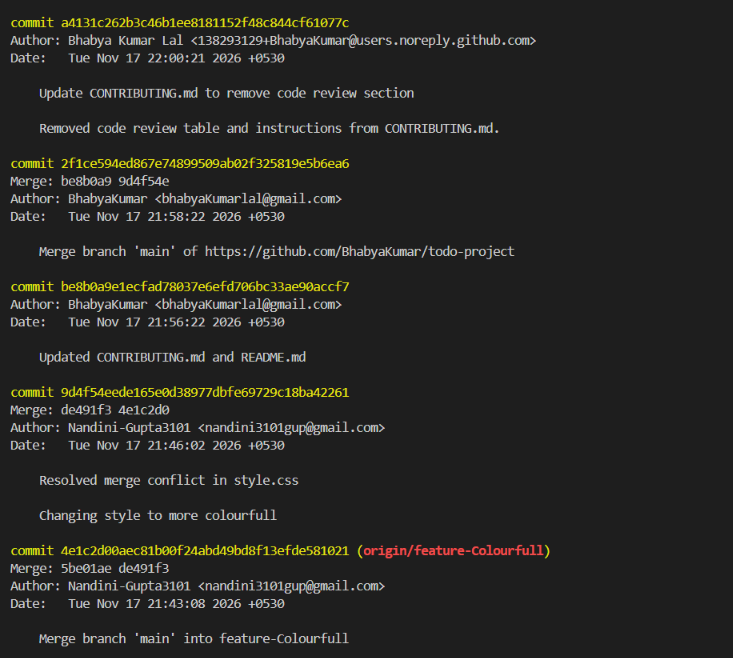 commit a4131c262b3c46b1ee8181152f48c844cf61077c
Author: Bhabya Kumar Lal <138293129+BhabyaKumar@users.noreply.github.com>
Date:   Tue Nov 17 22:00:21 2026 +0530
Update CONTRIBUTING.md to remove code review section
Removed code review table and instructions from CONTRIBUTING.md.
commit 2f1ce594ed867e74899509ab02f325819e5b6ea6
Merge: be8b0a9 9d4f54e
Author: BhabyaKumar <bhabyaKumarlal@gmail.com>
Date:   Tue Nov 17 21:58:22 2026 +0530
Merge branch 'main' of https://github.com/BhabyaKumar/todo-project
commit be8b0a9e1ecfad78037e6efd706bc33ae90accf7
Author: BhabyaKumar <bhabyaKumarlal@gmail.com>
Date:   Tue Nov 17 21:56:22 2026 +0530
Updated CONTRIBUTING.md and README.md
commit 9d4f54eede165e0d38977dbfe69729c18ba42261
Merge: de491f3 4e1c2d0
Author: Nandini-Gupta3101 <nandini3101gup@gmail.com>
Date:   Tue Nov 17 21:46:02 2026 +0530
Resolved merge conflict in style.css
Changing style to more colourfull
commit 4e1c2d00aec81b00f24abd49bd8f13efde581021 (origin/feature-Colourfull)
Merge: 5be01ae de491f3
Author: Nandini-Gupta3101 <nandini3101gup@gmail.com>
Date:   Tue Nov 17 21:43:08 2026 +0530
Merge branch 'main' into feature-Colourfull